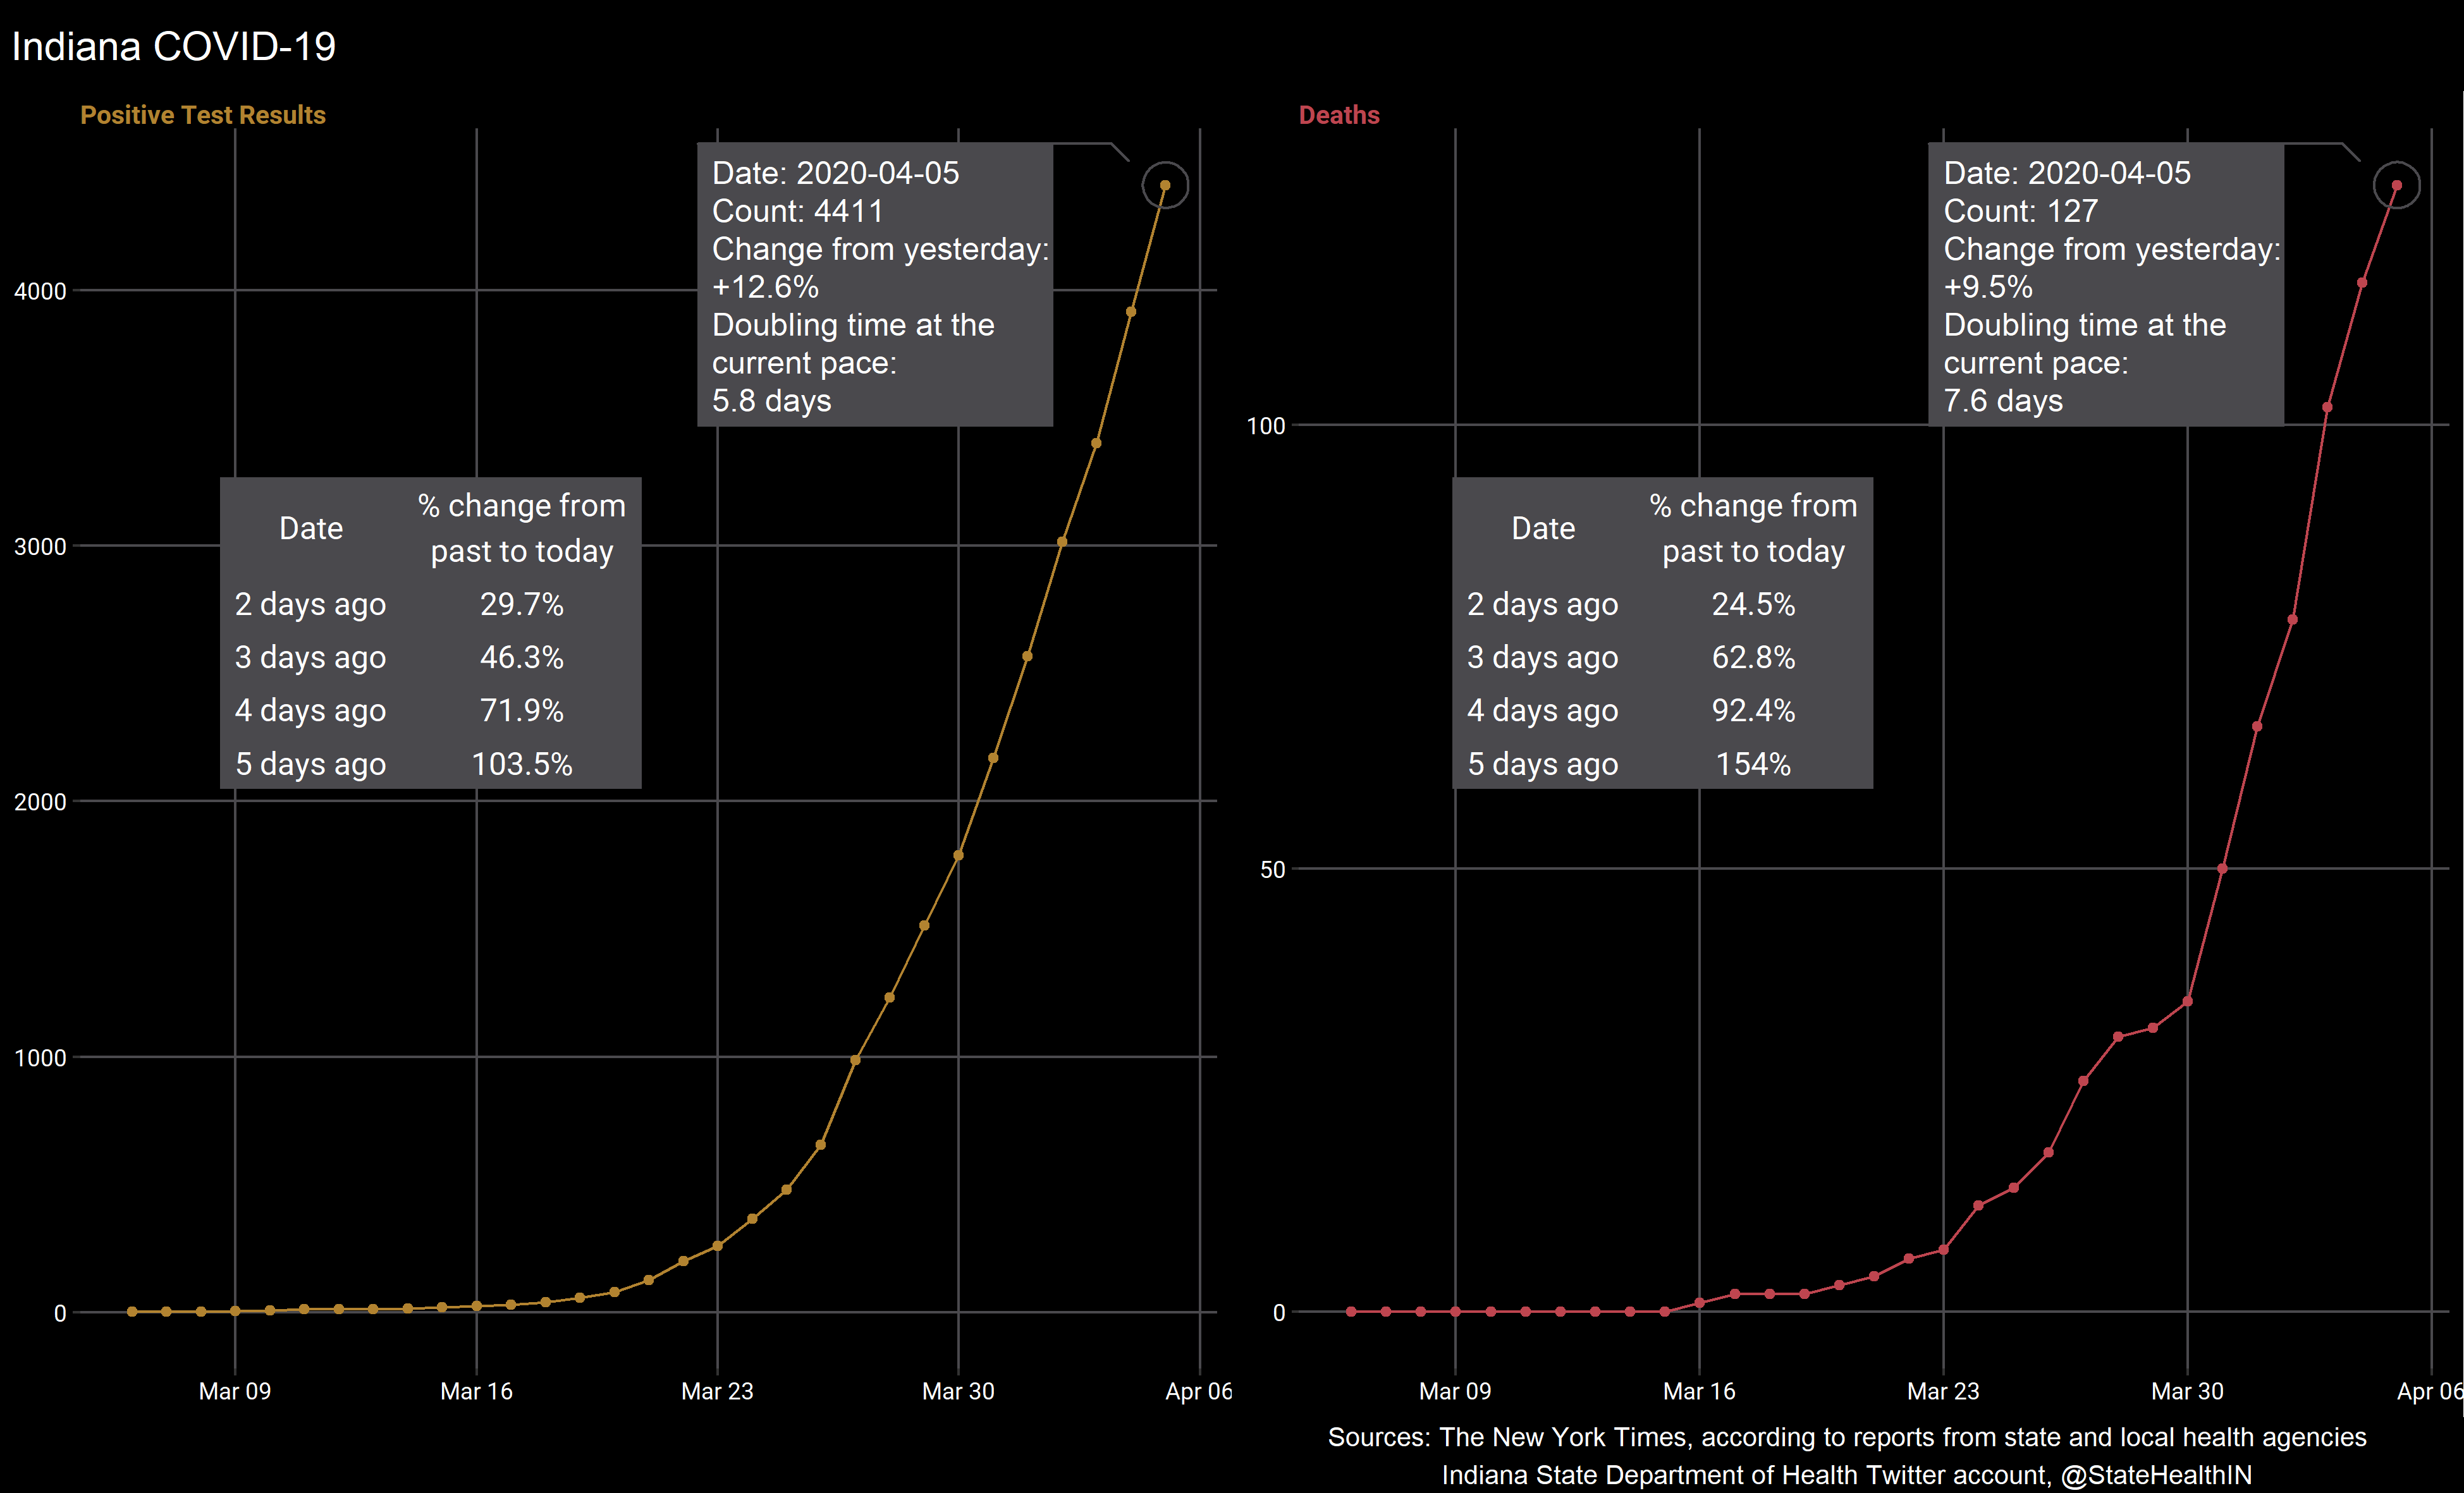 Indiana COVID-19
Positive Test Results
Date: 2020-04-05
Count: 4411
Change from yesterday:
+12.6%
Doubling time at the
current pace:
5.8 days
Date
% change from
past to today
2 days ago 29.7%
3 days ago 46.3%
4 days ago 71.9%
5 days ago 103.5%
4000
3000
2000
1000
0
Mar 09 Mar 16 Mar 23 Mar 30 Apr 06
Deaths
Date: 2020-04-05
Count: 127
Change from yesterday:
+9.5%
Doubling time at the
current pace:
7.6 days
Date
% change from
past to today
2 days ago 24.5%
3 days ago 62.8%
4 days ago 92.4%
5 days ago 154%
100
50
0
Mar 09 Mar 16 Mar 23 Mar 30 Apr 06
Sources: The New York Times, according to reports from state and local health agencies
Indiana State Department of Health Twitter account, @StateHealthIN